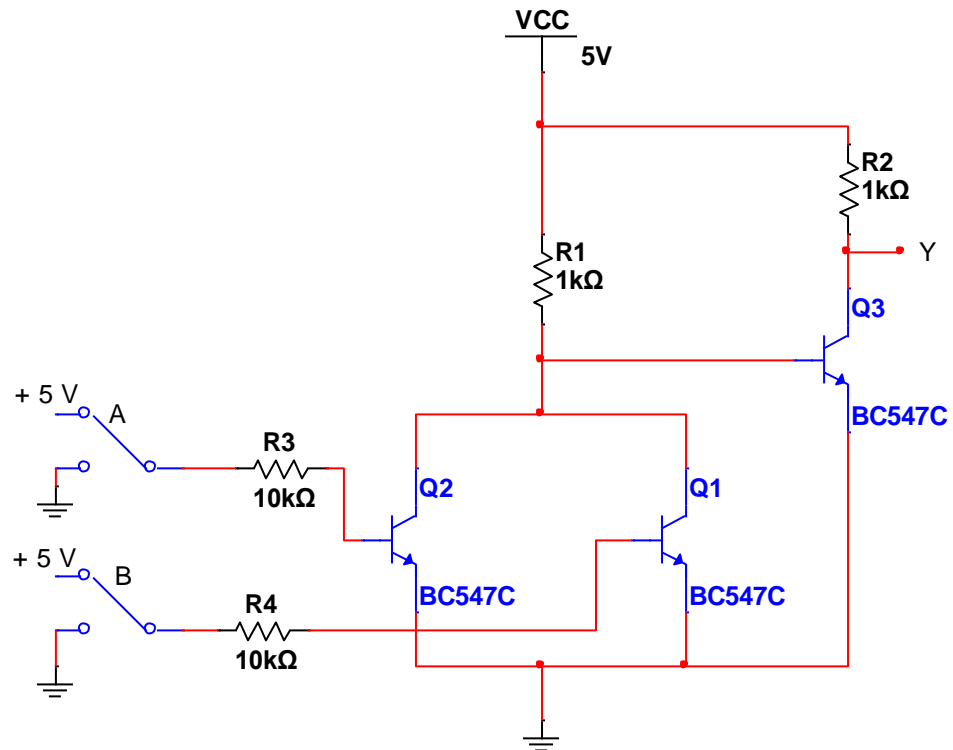 VCC
5V
R2
1kΩ
R1
1kΩ
Y
Q3
BC547C
+ 5 V
A
R3
10kΩ
Q2
Q1
+ 5 V
B
R4
10kΩ
BC547C
BC547C